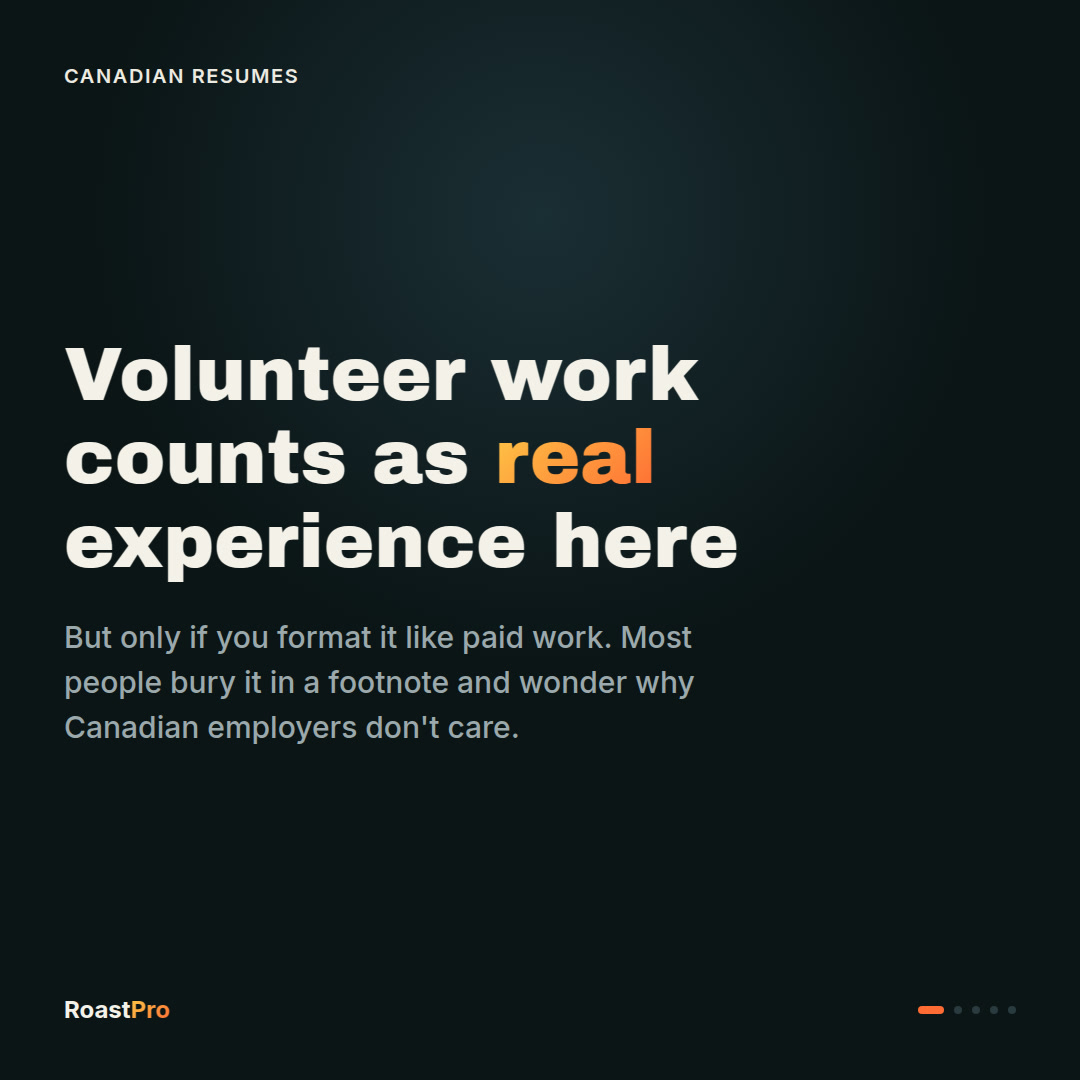 CANADIAN RESUMES
Volunteer work
counts as real
experience here
But only if you format it like paid work. Most
people bury it in a footnote and wonder why
Canadian employers don't care.
RoastPro